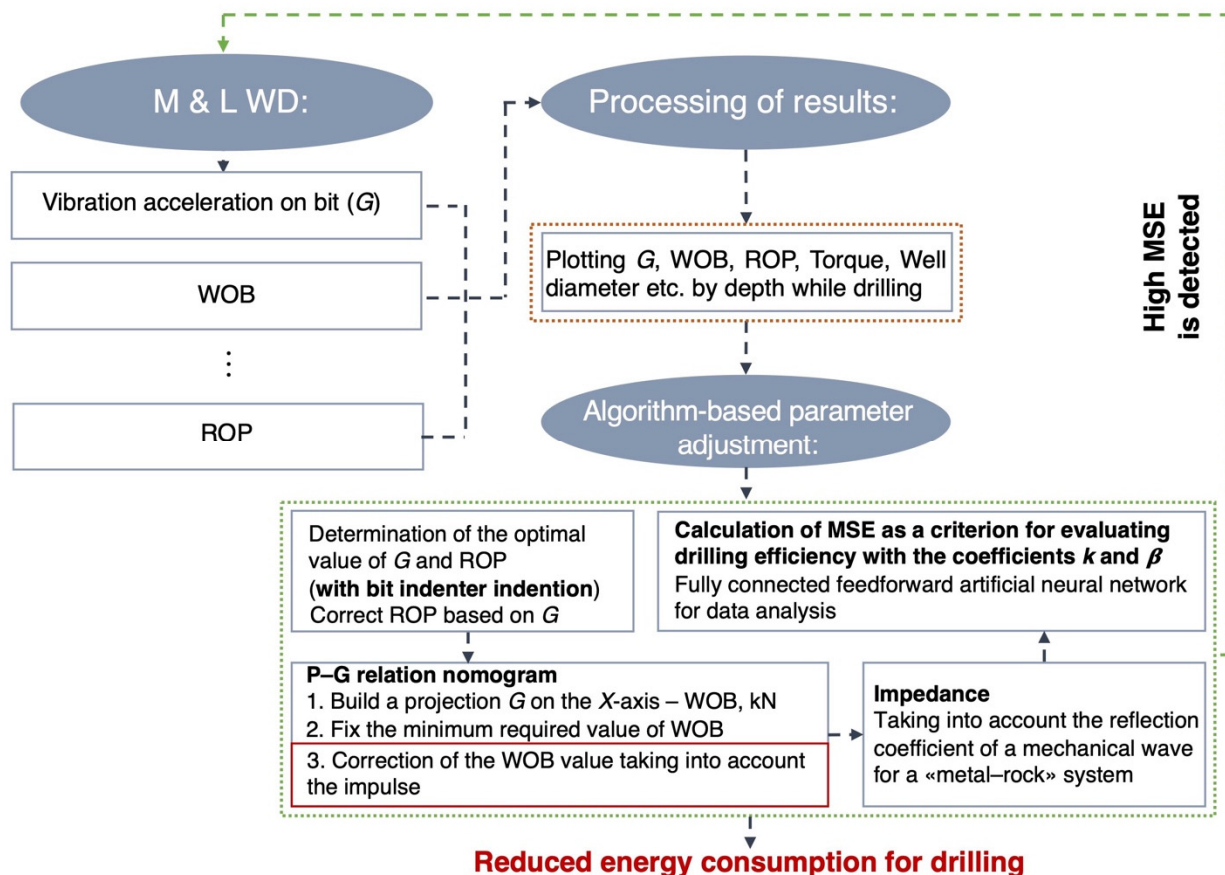 M & L WD:
Vibration acceleration on bit (G)
WOB
⋮
ROP
Processing of results:
Plotting G, WOB, ROP, Torque, Well
diameter etc. by depth while drilling
Algorithm-based parameter
adjustment:
High MSE
is detected
Determination of the optimal
value of G and ROP
(with bit indenter indention)
Correct ROP based on G
Calculation of MSE as a criterion for evaluating
drilling efficiency with the coefficients k and β
Fully connected feedforward artificial neural network
for data analysis
P–G relation nomogram
1. Build a projection G on the X-axis – WOB, kN
2. Fix the minimum required value of WOB
3. Correction of the WOB value taking into account
the impulse
Impedance
Taking into account the reflection
coefficient of a mechanical wave
for a «metal–rock» system
Reduced energy consumption for drilling